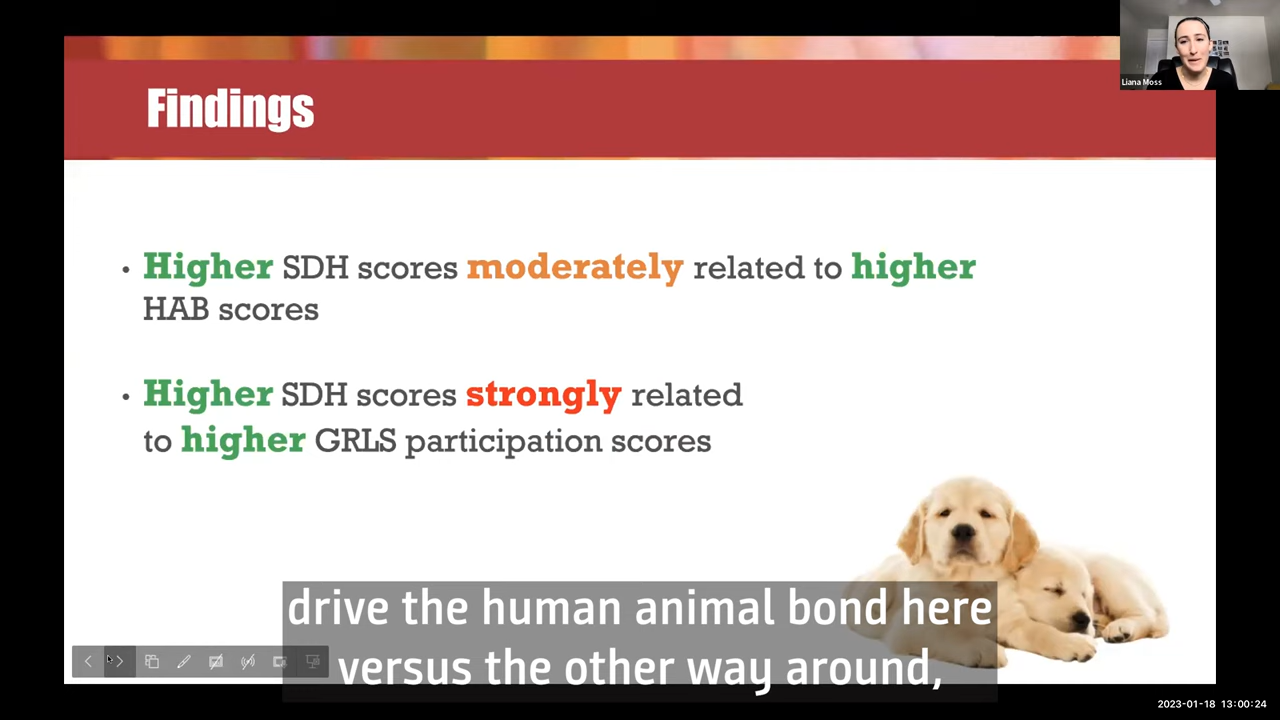 Liana Moss
Findings
• Higher SDH scores moderately related to higher
HAB scores
• Higher SDH scores strongly related
to higher GRLS participation scores
drive the human animal bond here
versus the other way around,
2023-01-18 13:00:24